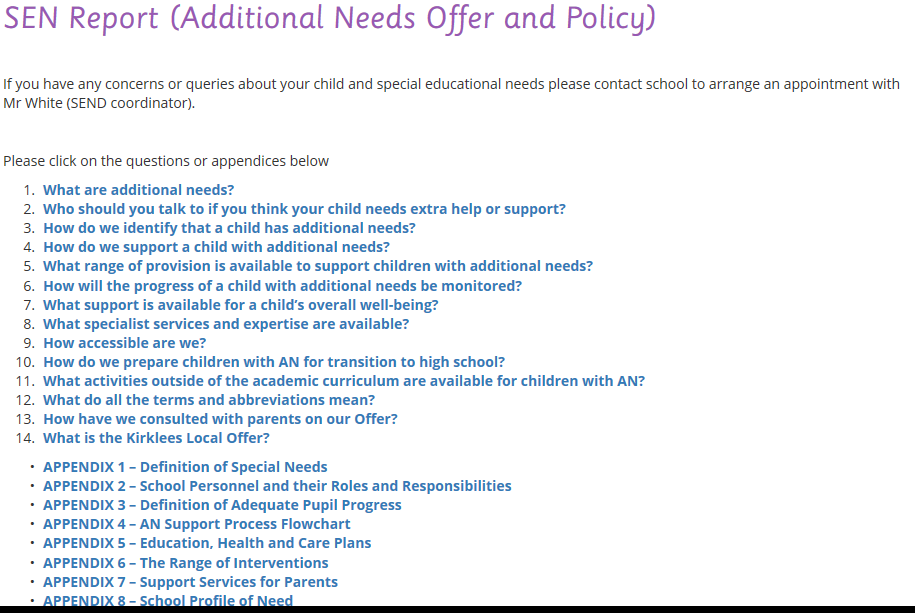 SEN Report (Additional Needs Offer and Policy)
If you have any concerns or queries about your child and special educational needs please contact school to arrange an appointment with
Mr White (SEND coordinator).
Please click on the questions or appendices below
1. What are additional needs?
2. Who should you talk to if you think your child needs extra help or support?
3. How do we identify that a child has additional needs?
4. How do we support a child with additional needs?
5. What range of provision is available to support children with additional needs?
6. How will the progress of a child with additional needs be monitored?
7. What support is available for a child’s overall well-being?
8. What specialist services and expertise are available?
9. How accessible are we?
10. How do we prepare children with AN for transition to high school?
11. What activities outside of the academic curriculum are available for children with AN?
12. What do all the terms and abbreviations mean?
13. How have we consulted with parents on our Offer?
14. What is the Kirklees Local Offer?
• APPENDIX 1 – Definition of Special Needs
• APPENDIX 2 – School Personnel and their Roles and Responsibilities
• APPENDIX 3 – Definition of Adequate Pupil Progress
• APPENDIX 4 – AN Support Process Flowchart
• APPENDIX 5 – Education, Health and Care Plans
• APPENDIX 6 – The Range of Interventions
• APPENDIX 7 – Support Services for Parents
• APPENDIX 8 – School Profile of Need